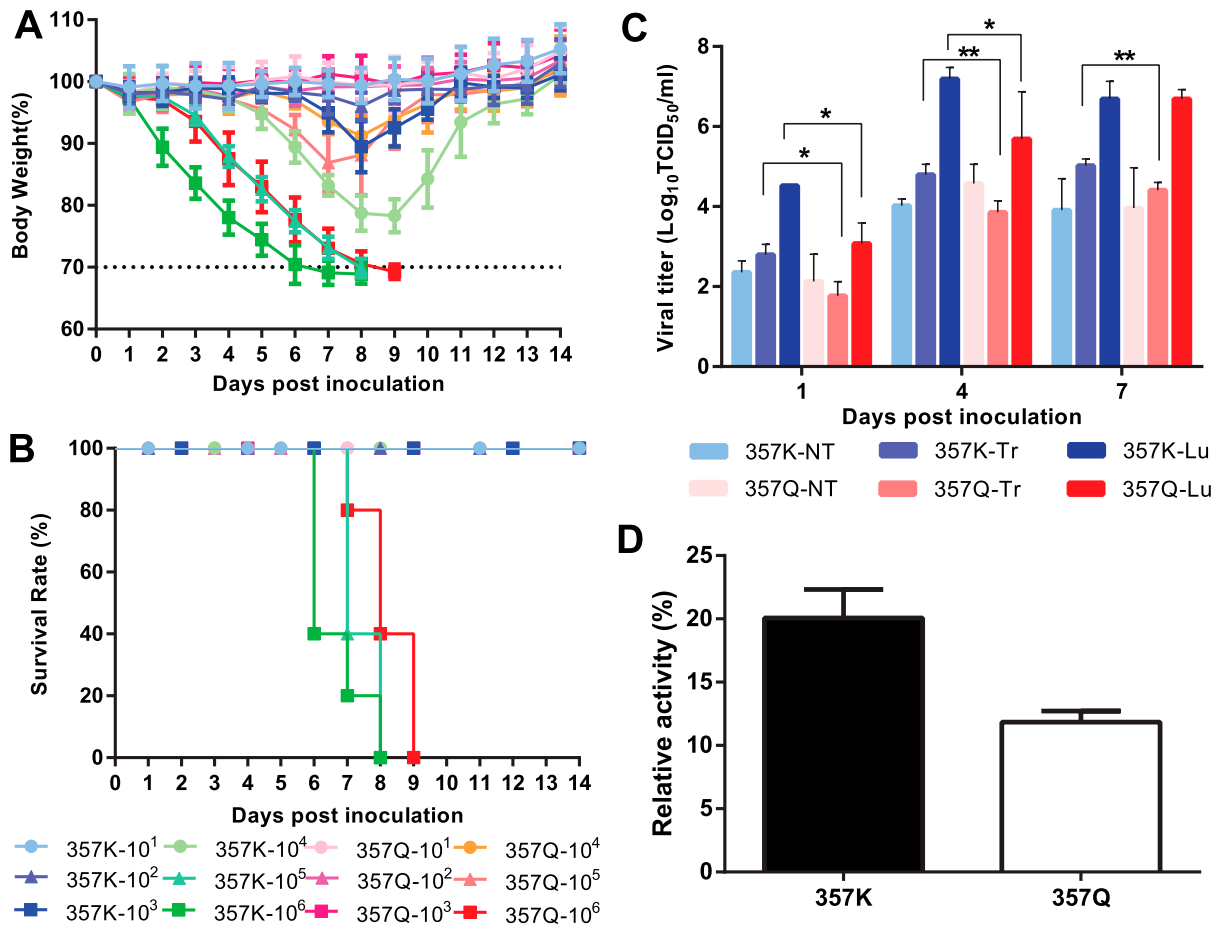 A
Body Weight(%)
110
100
90
80
70
60
0 1 2 3 4 5 6 7 8 9 10 11 12 13 14
Days post inoculation
B
Survival Rate (%)
100
80
60
40
20
0
0 1 2 3 4 5 6 7 8 9 10 11 12 13 14
Days post inoculation
357K-10¹ 357K-10⁴ 357Q-10¹ 357Q-10⁴
357K-10² 357K-10⁵ 357Q-10² 357Q-10⁵
357K-10³ 357K-10⁶ 357Q-10³ 357Q-10⁶
C
Viral titer (Log₁₀TCID₅₀/ml)
8
6
4
2
0
* * ** * **
1 4 7
Days post inoculation
357K-NT 357K-Tr 357K-Lu
357Q-NT 357Q-Tr 357Q-Lu
D
Relative activity (%)
25
20
15
10
5
0
357K 357Q